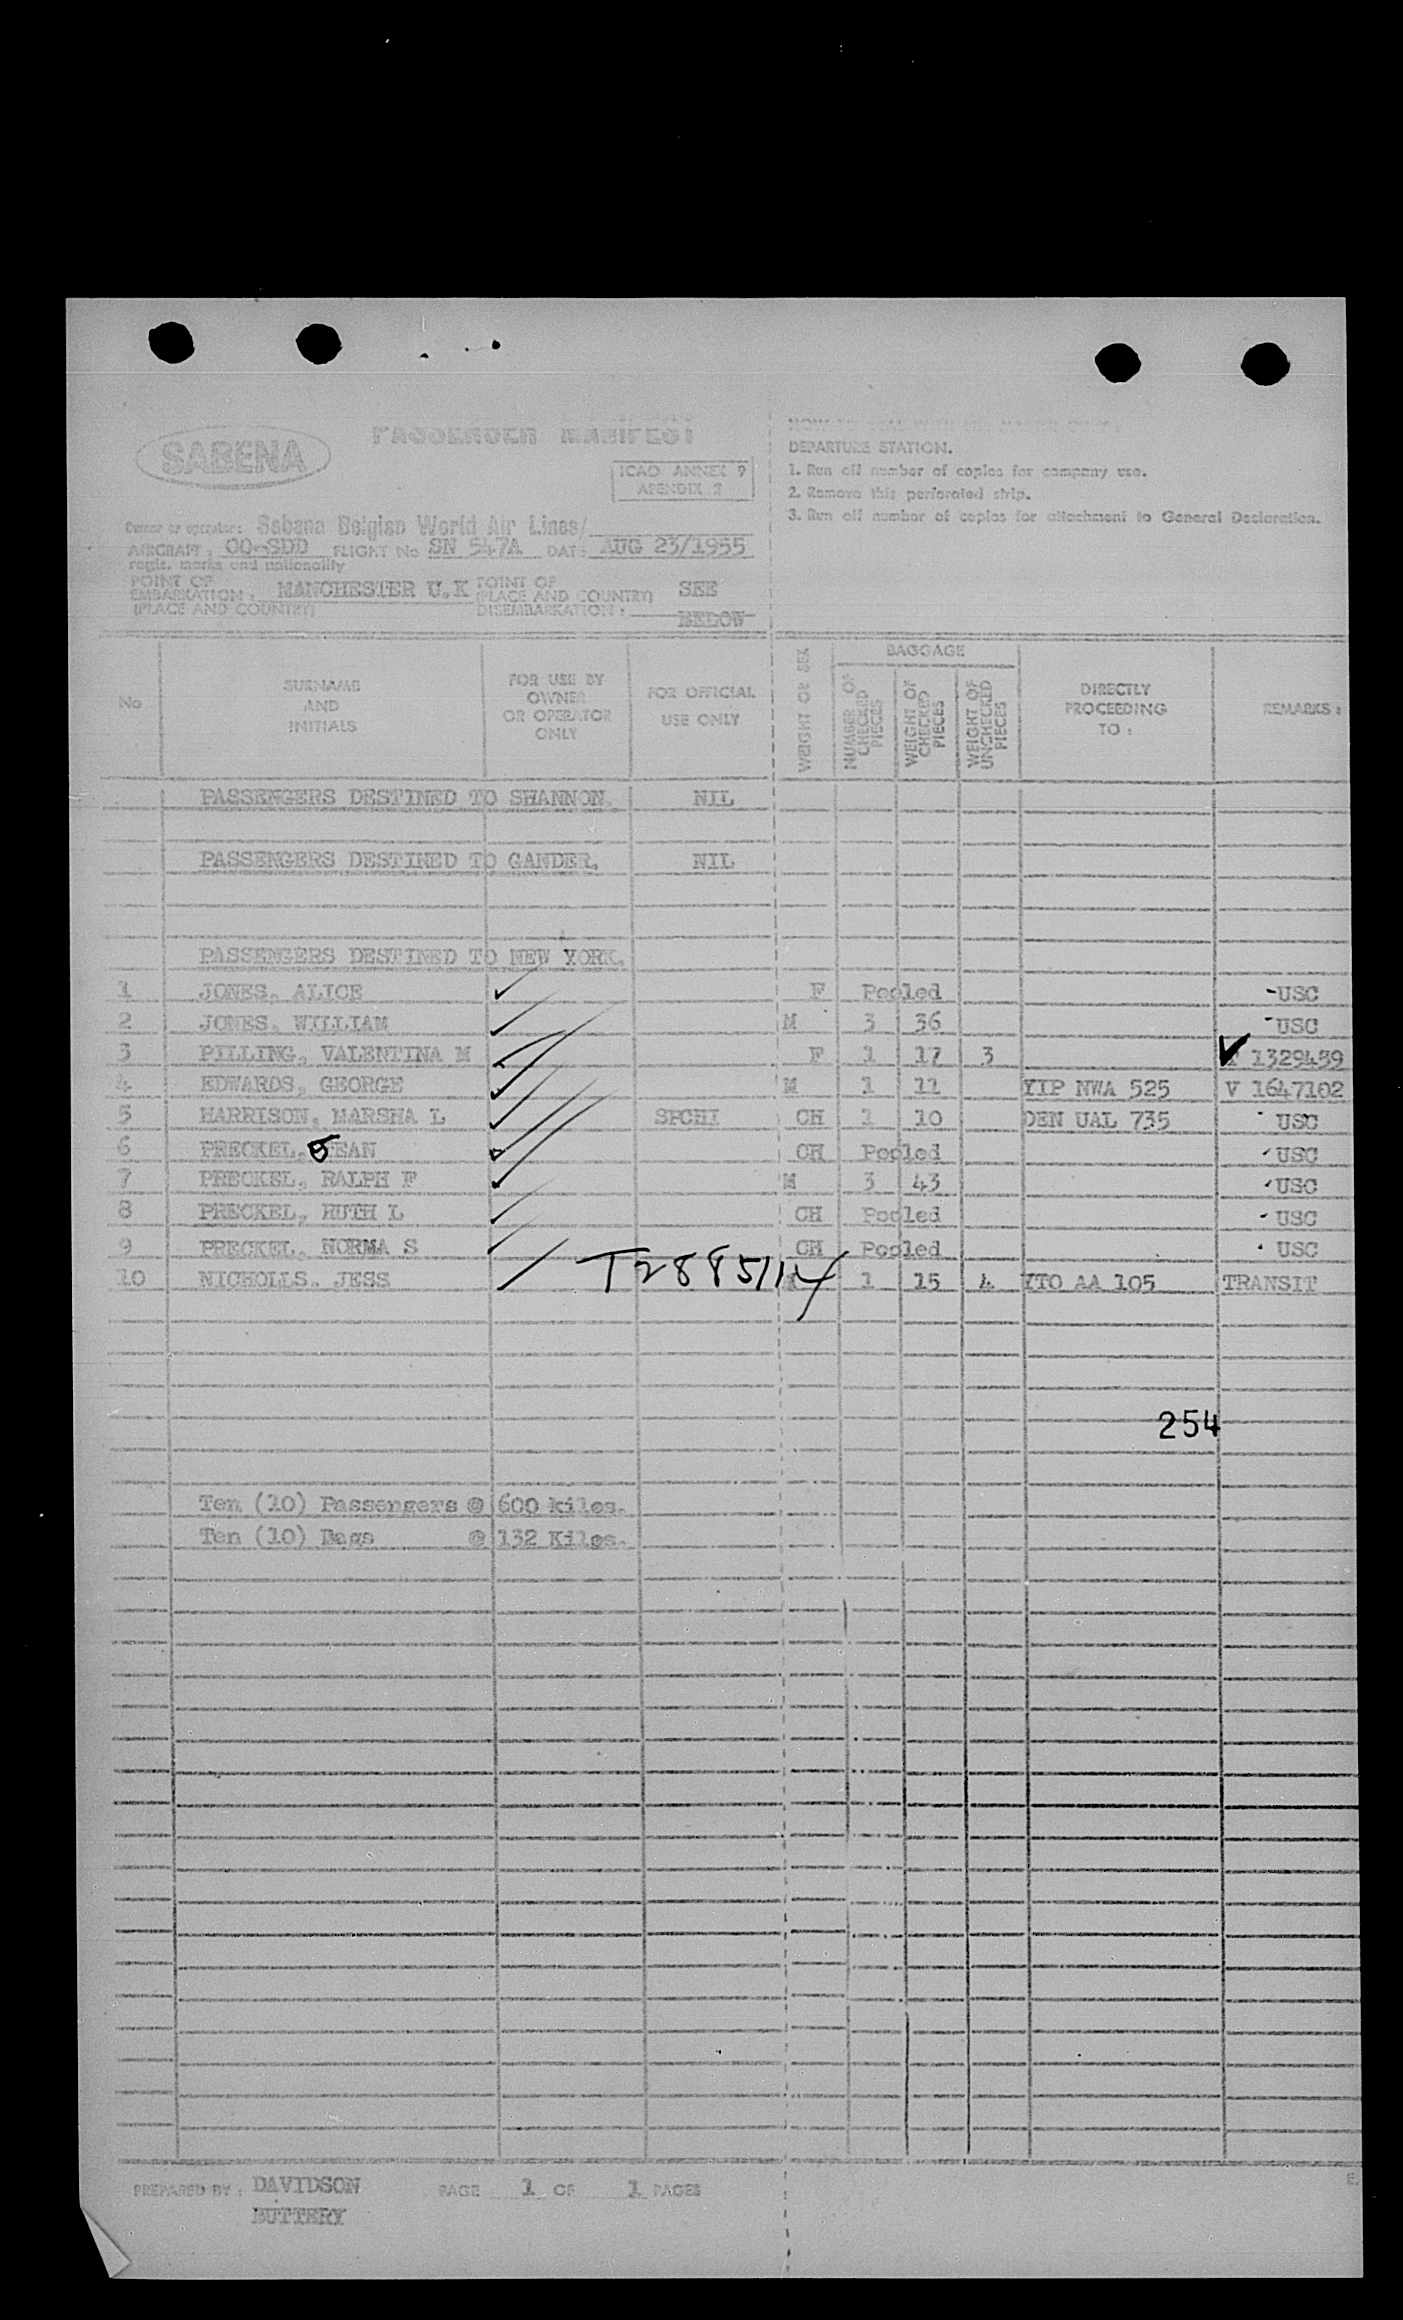 SABENA
PASSENGER MANIFEST
ICAO ANNEX 9
APENDIX 2
Owner or operator: Sabena Belgian World Air Lines/
AIRCRAFT: OO-SDD FLIGHT No SN 547A DATE: AUG 23/1955
regis. marks and nationality
POINT OF EMBARKATION: MANCHESTER U.K POINT OF (PLACE AND COUNTRY) SEE
(PLACE AND COUNTRY) DISEMBARKATION: BELOW
DEPARTURE STATION.
1. Run off number of copies for company use.
2. Remove this perforated strip.
3. Run off number of copies for attachment to General Declaration.
No SURNAME AND INITIALS FOR USE BY OWNER OR OPERATOR ONLY FOR OFFICIAL USE ONLY WEIGHT OR SEX BAGGAGE NUMBER OF CHECKED PIECES WEIGHT OF CHECKED PIECES WEIGHT OF UNCHECKED PIECES DIRECTLY PROCEEDING TO: REMARKS:
PASSENGERS DESTINED TO SHANNON. NIL
PASSENGERS DESTINED TO GANDER. NIL
PASSENGERS DESTINED TO NEW YORK.
1 JONES, ALICE F Pooled -USC
2 JONES, WILLIAM M 3 36 -USC
3 PILLING, VALENTINA M F 1 17 3 1329459
4 EDWARDS, GEORGE M 1 11 YIP NWA 525 V 1647102
5 HARRISON, MARSHA L SPCHI CH 1 10 DEN UAL 735 USC
6 PRECKEL, JEAN CH Pooled USC
7 PRECKEL, RALPH F M 3 43 USC
8 PRECKEL, RUTH L CH Pooled USC
9 PRECKEL, NORMA S CH Pooled USC
10 NICHOLLS. JESS T2885114 1 15 4 YTO AA 105 TRANSIT
254
Ten (10) Passengers @ 600 kilos.
Ten (10) Bags @ 132 Kilos.
PREPARED BY: DAVIDSON PAGE 1 OF 1 PAGES
BUTTERY